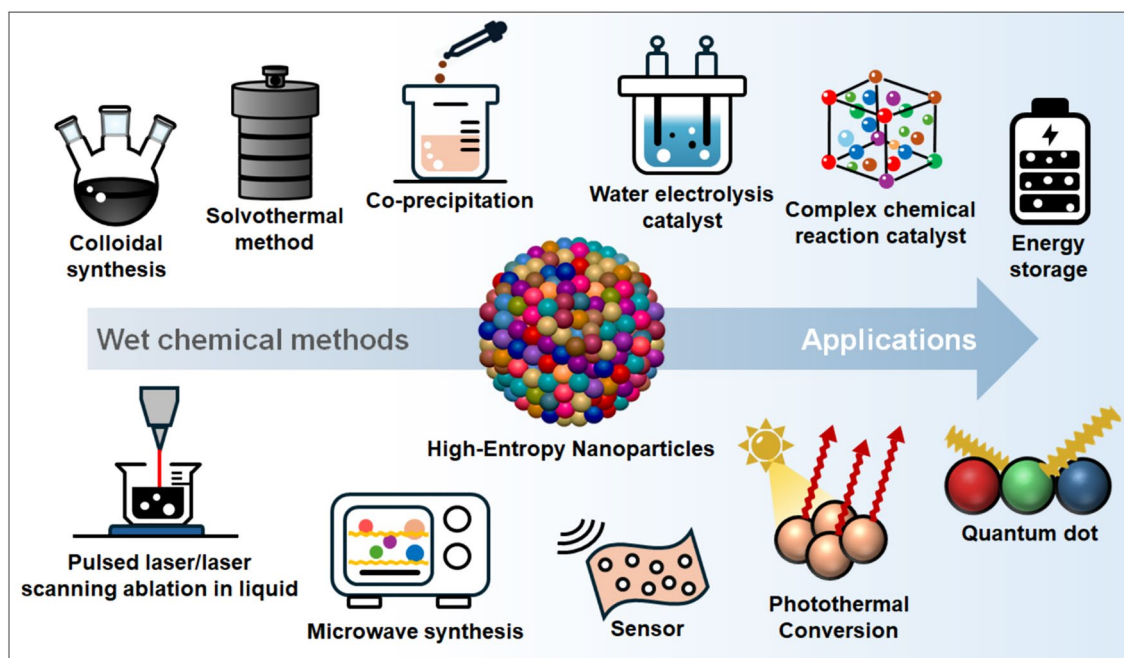 Colloidal
synthesis
Solvothermal
method
Co-precipitation
Water electrolysis
catalyst
Complex chemical
reaction catalyst
Energy
storage
Wet chemical methods
Applications
High-Entropy Nanoparticles
Pulsed laser/laser
scanning ablation in liquid
Microwave synthesis
Sensor
Photothermal
Conversion
Quantum dot